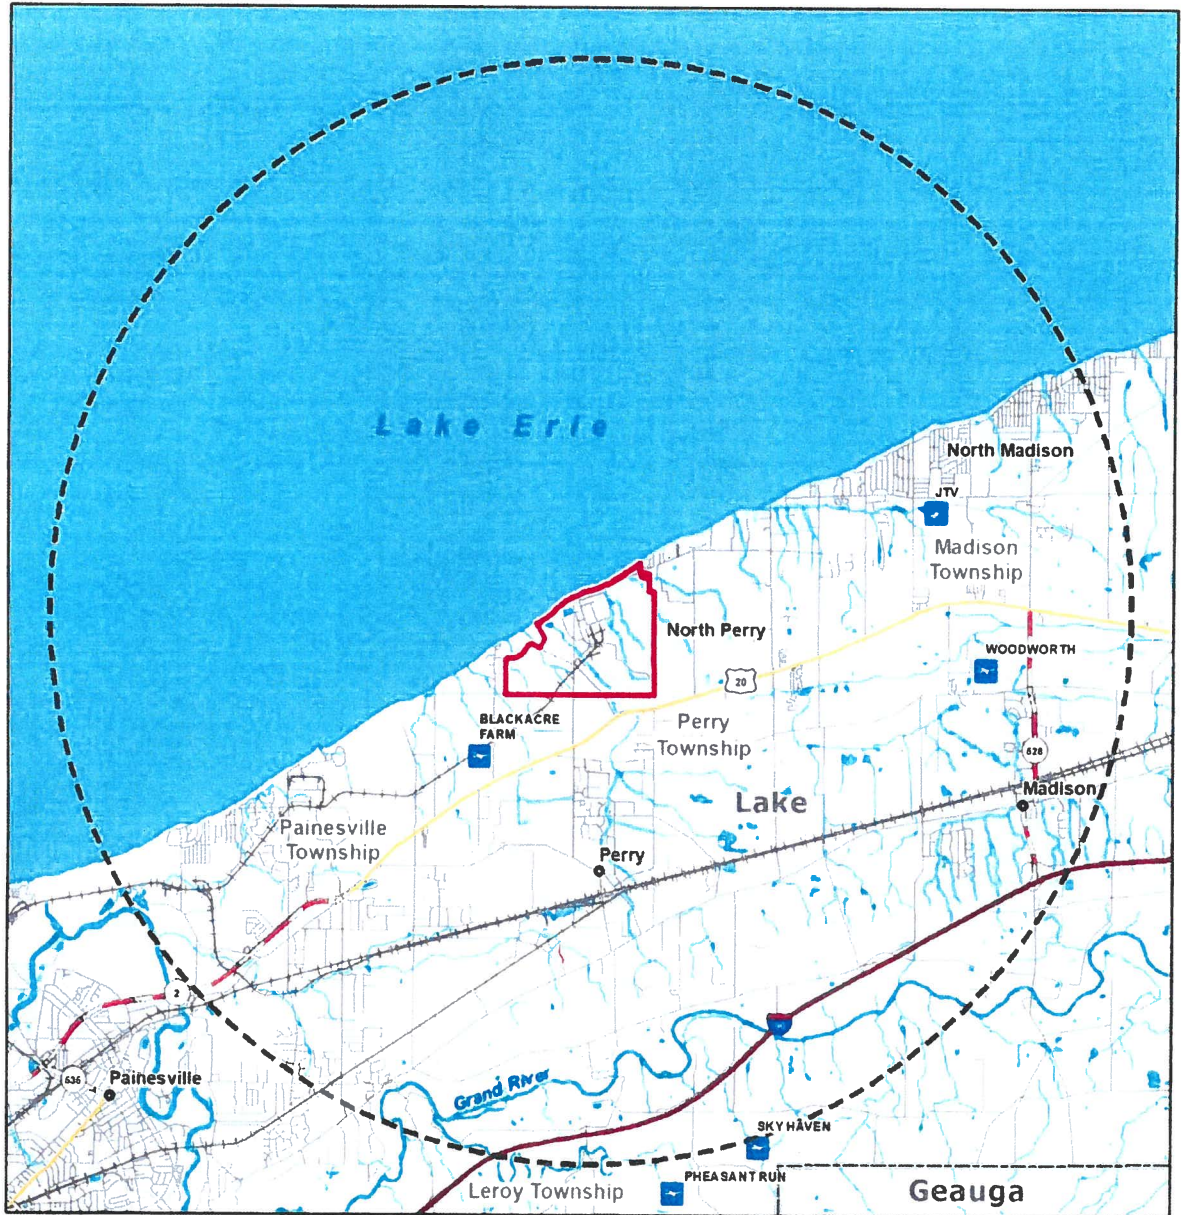 Lake Erie
North Madison
JTV
Madison
Township
North Perry
WOODWORTH
20
BLACKACRE
FARM
Perry
Township
528
Lake
Madison
Painesville
Township
Perry
2
535
Painesville
Grand River
SKY HAVEN
PHEASANT RUN
Leroy Township
Geauga